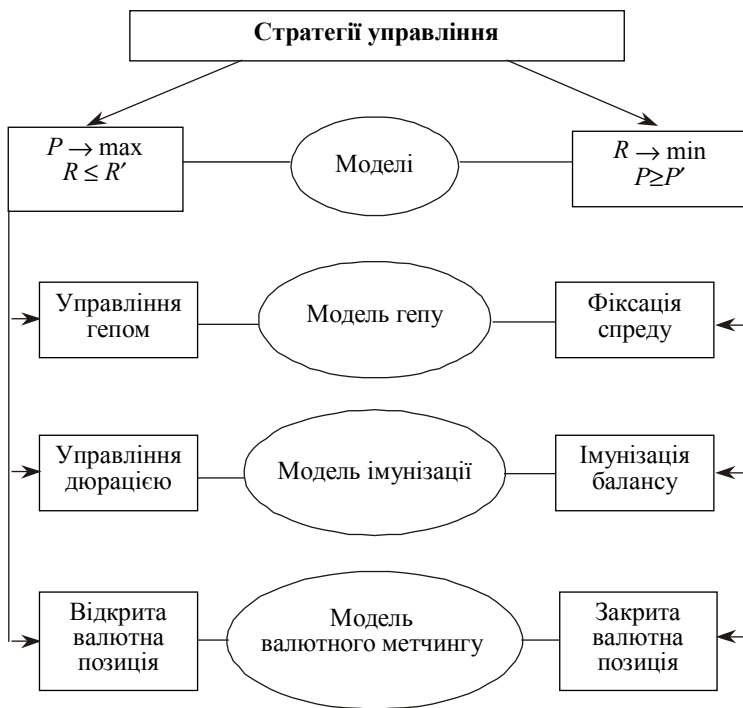 Стратегії управління
P → max
R ≤ R′
Моделі
R → min
P≥P′
Управління
гепом
Модель гепу
Фіксація
спреду
Управління
дюрацією
Модель імунізації
Імунізація
балансу
Відкрита
валютна
позиція
Модель
валютного метчингу
Закрита
валютна
позиція